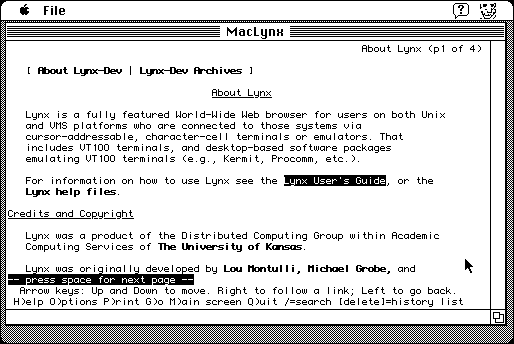 File
MacLynx
About Lynx (p1 of 4)
[ About Lynx-Dev | Lynx-Dev Archives ]
About Lynx
Lynx is a fully featured World-Wide Web browser for users on both Unix
and VMS platforms who are connected to those systems via
cursor-addressable, character-cell terminals or emulators. That
includes VT100 terminals, and desktop-based software packages
emulating VT100 terminals (e.g., Kermit, Procomm, etc.).
For information on how to use Lynx see the Lynx User's Guide, or the
Lynx help files.
Credits and Copyright
Lynx was a product of the Distributed Computing Group within Academic
Computing Services of The University of Kansas.
Lynx was originally developed by Lou Montulli, Michael Grobe, and
-- press space for next page --
Arrow keys: Up and Down to move. Right to follow a link; Left to go back.
H)elp O)ptions P)rint G)o M)ain screen Q)uit /=search [delete]=history list